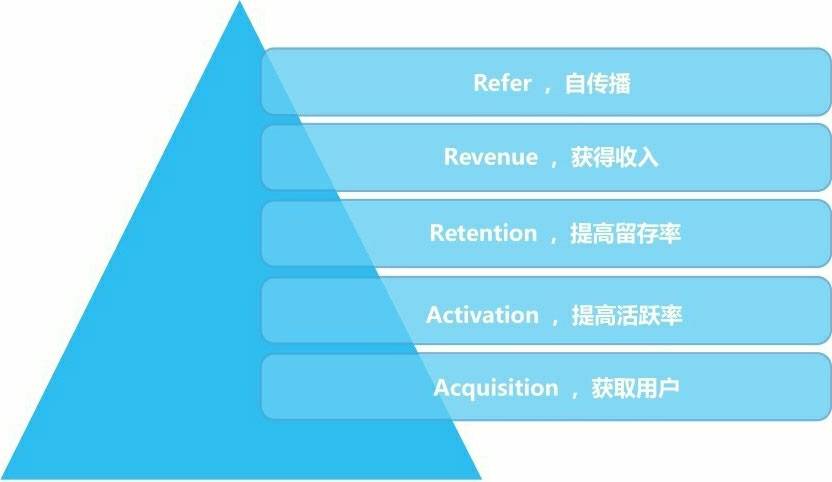 Refer ，自传播
Revenue ，获得收入
Retention ，提高留存率
Activation ，提高活跃率
Acquisition ，获取用户